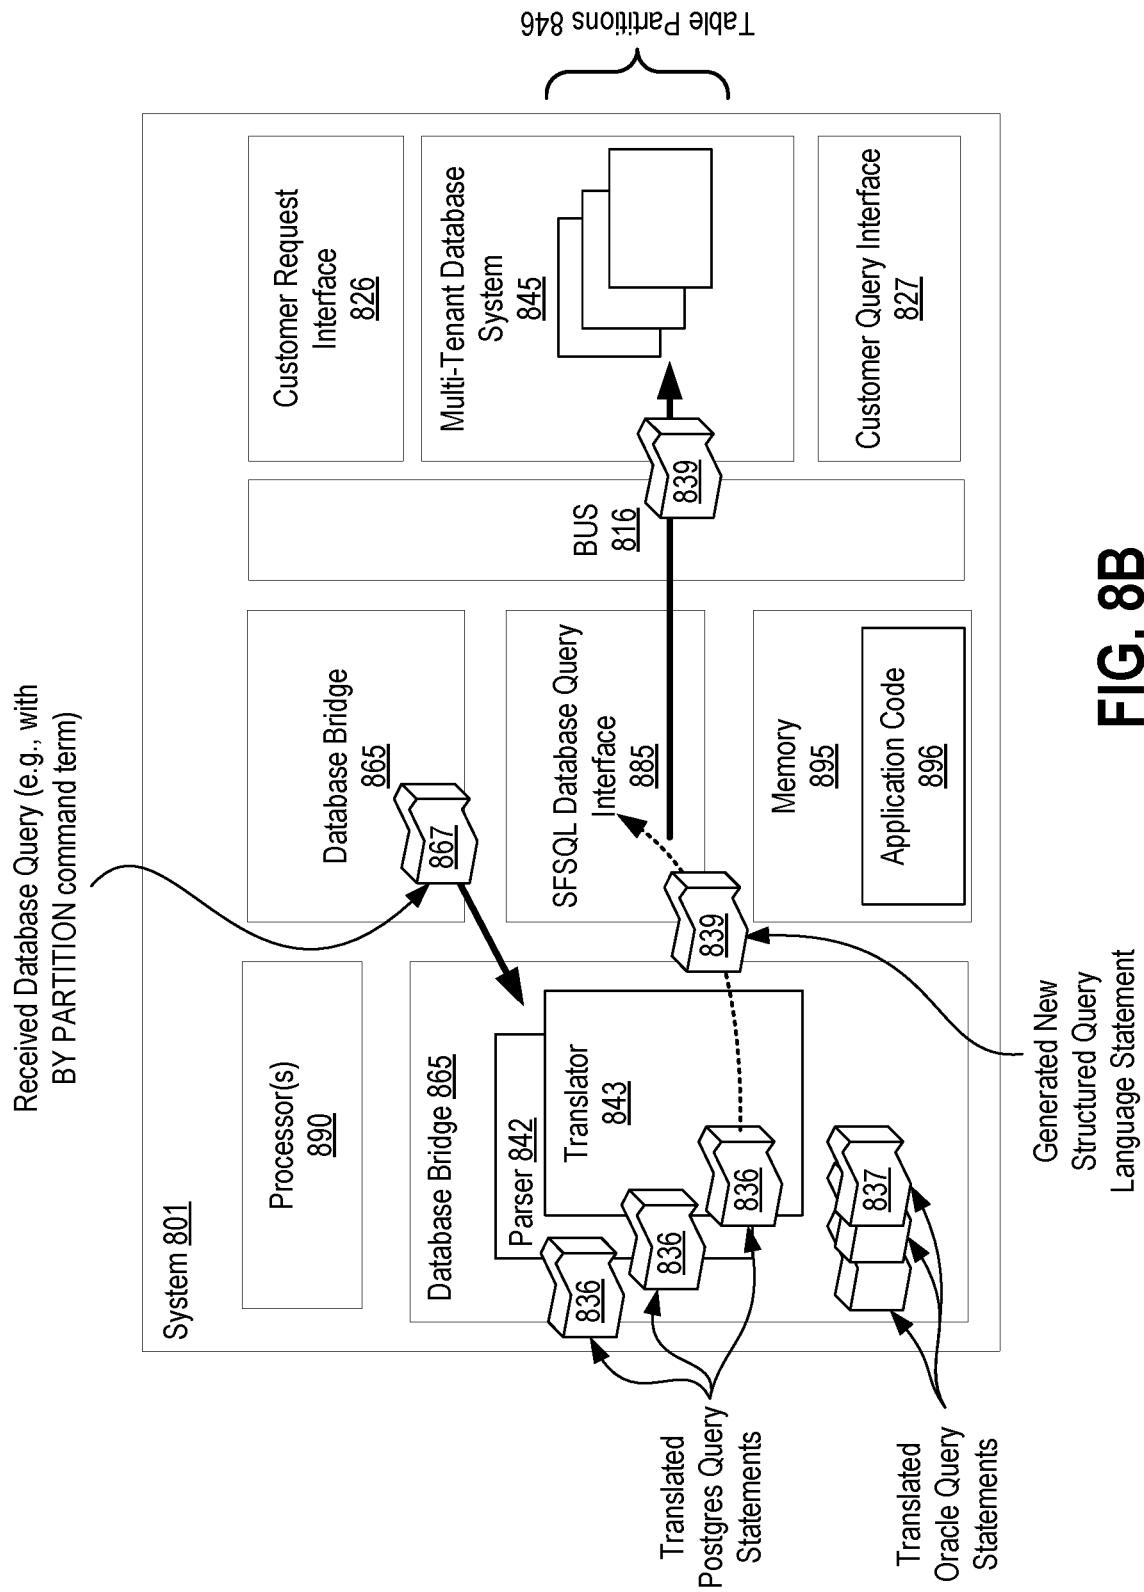 Received Database Query (e.g., with
BY PARTITION command term)
System 801
Processor(s)
890
Database Bridge
865
BUS
816
Customer Request
Interface
826
Database Bridge 865
Parser 842
Translator
843
867
SFSQL Database Query
Interface
885
Multi-Tenant Database
System
845
Table Partitions 846
836
836
836
839
839
837
Memory
895
Application Code
896
Customer Query Interface
827
Translated
Postgres Query
Statements
Translated
Oracle Query
Statements
Generated New
Structured Query
Language Statement
FIG. 8B